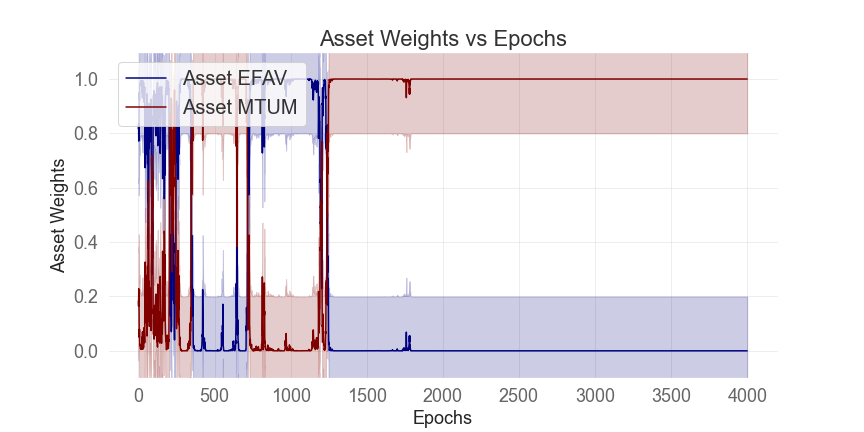 Asset Weights vs Epochs
Asset EFAV
Asset MTUM
Asset Weights
1.0
0.8
0.6
0.4
0.2
0.0
0 500 1000 1500 2000 2500 3000 3500 4000
Epochs